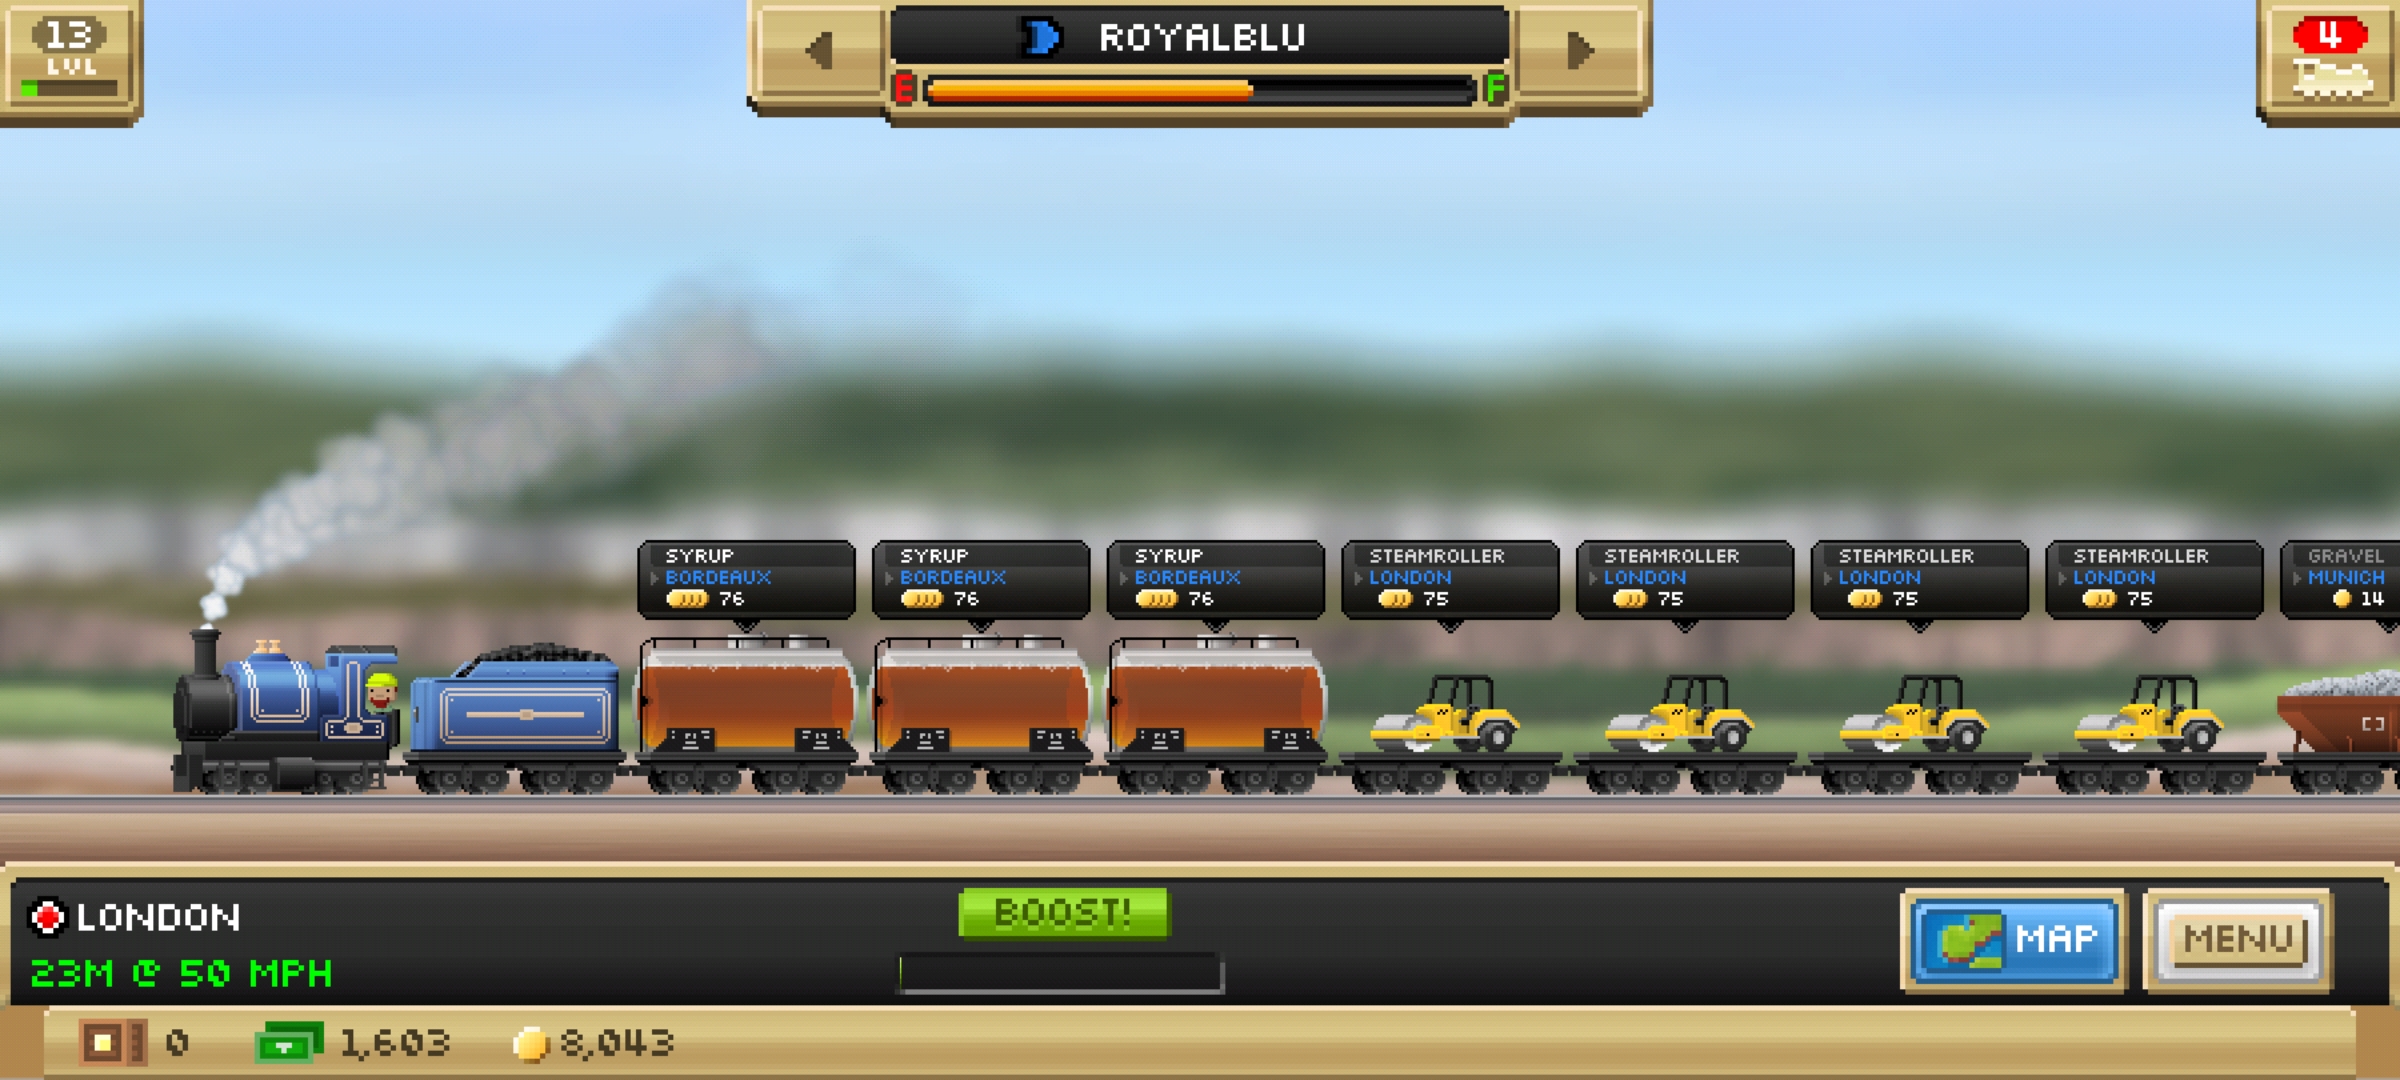 13
LVL
ROYALBLU
E
F
4
SYRUP
BORDEAUX
76
SYRUP
BORDEAUX
76
SYRUP
BORDEAUX
76
STEAMROLLER
LONDON
75
STEAMROLLER
LONDON
75
STEAMROLLER
LONDON
75
STEAMROLLER
LONDON
75
GRAVEL
MUNICH
14
LONDON
23M @ 50 MPH
BOOST!
MAP
MENU
0
1,603
8,043